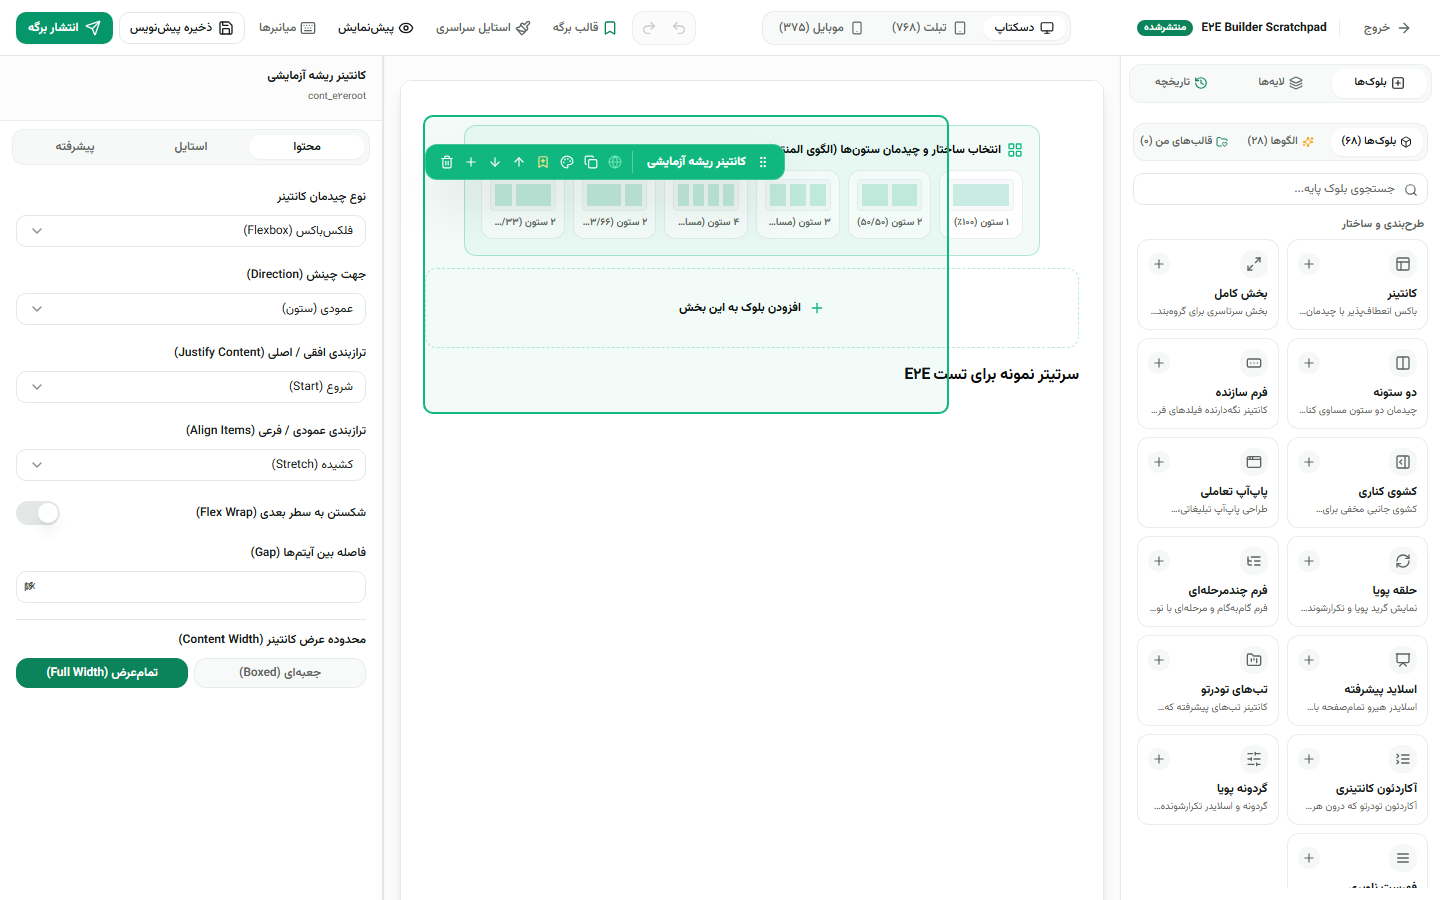 خروج
E۲E Builder Scratchpad
منتشرشده
دسکتاپ
تبلت (۷۶۸)
موبایل (۳۷۵)
قالب برگه
استایل سراسری
پیش‌نمایش
میانبرها
ذخیره پیش‌نویس
انتشار برگه
بلوک‌ها
لایه‌ها
تاریخچه
بلوک‌ها (۶۸)
الگوها (۲۸)
قالب‌های من (۰)
جستجوی بلوک پایه...
طرح‌بندی و ساختار
کانتینر
باکس انعطاف‌پذیر با چیدمان...
بخش کامل
بخش سرتاسری برای گروه‌بند...
دو ستونه
چیدمان دو ستون مساوی کنا...
فرم سازنده
کانتینر نگه‌دارنده فیلدهای فر...
کشوی کناری
کشوی جانبی مخفی برای...
پاپ‌آپ تعاملی
طراحی پاپ‌آپ تبلیغاتی،...
حلقه پویا
نمایش گرید پویا و تکرارشوند...
فرم چندمرحله‌ای
فرم گام‌به‌گام و مرحله‌ای با نو...
اسلاید پیشرفته
اسلایدر هیرو تمام‌صفحه با...
تب‌های تودرتو
کانتینر تب‌های پیشرفته که...
آکاردئون کانتینری
آکاردئون تودرتو که درون هر...
گردونه پویا
گردونه و اسلایدر تکرارشونده...
انتخاب ساختار و چیدمان ستون‌ها (الگوی المنت
کانتینر ریشه آزمایشی
۱ ستون (۱۰۰٪)
۲ ستون (۵۰/۵۰)
۳ ستون (مسا...
۴ ستون (مسا...
۲ ستون (۳/۶۶...
۲ ستون (۳۳/...
افزودن بلوک به این بخش
سرتیتر نمونه برای تست E۲E
کانتینر ریشه آزمایشی
cont_e۲eroot
محتوا
استایل
پیشرفته
نوع چیدمان کانتینر
فلکس‌باکس (Flexbox)
جهت چینش (Direction)
عمودی (ستون)
ترازبندی افقی / اصلی (Justify Content)
شروع (Start)
ترازبندی عمودی / فرعی (Align Items)
کشیده (Stretch)
شکستن به سطر بعدی (Flex Wrap)
فاصله بین آیتم‌ها (Gap)
محدوده عرض کانتینر (Content Width)
جعبه‌ای (Boxed)
تمام‌عرض (Full Width)